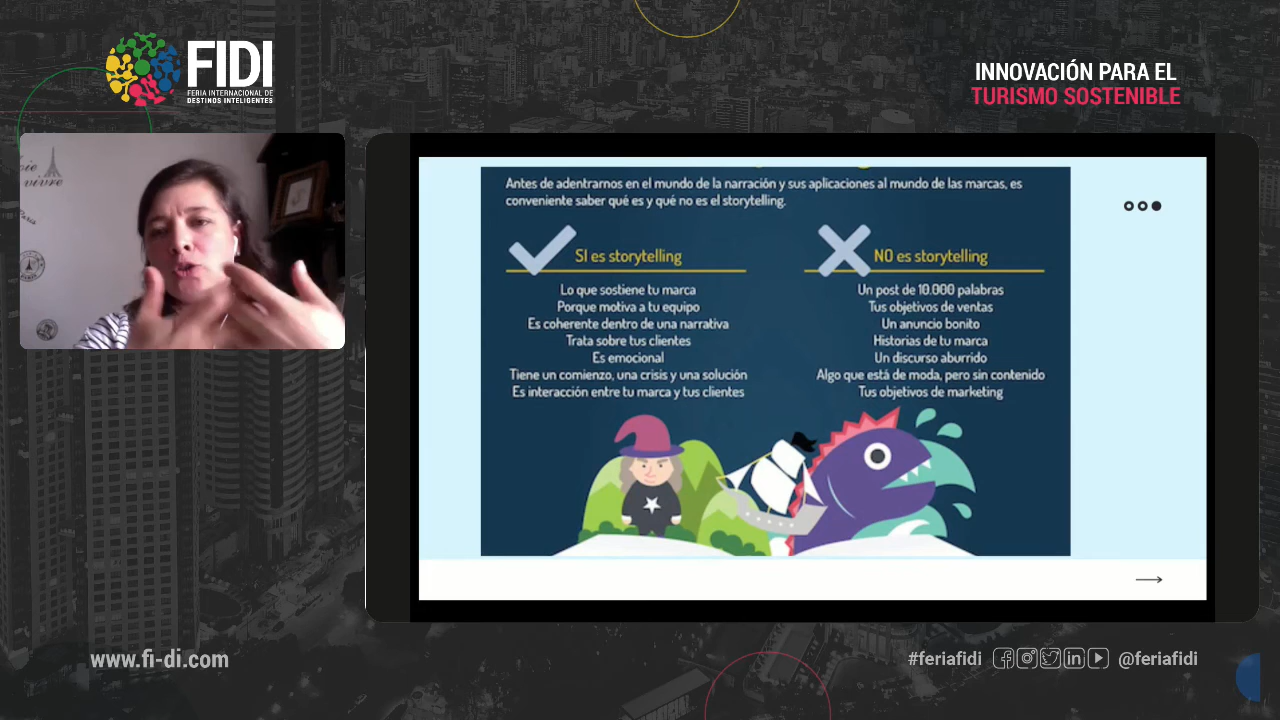 FIDI
FERIA INTERNACIONAL DE
DESTINOS INTELIGENTES
INNOVACIÓN PARA EL
TURISMO SOSTENIBLE
vivre
Paris
Antes de adentrarnos en el mundo de la narración y sus aplicaciones al mundo de las marcas, es
conveniente saber qué es y qué no es el storytelling.
SI es storytelling
Lo que sostiene tu marca
Porque motiva a tu equipo
Es coherente dentro de una narrativa
Trata sobre tus clientes
Es emocional
Tiene un comienzo, una crisis y una solución
Es interacción entre tu marca y tus clientes
NO es storytelling
Un post de 10.000 palabras
Tus objetivos de ventas
Un anuncio bonito
Historias de tu marca
Un discurso aburrido
Algo que está de moda, pero sin contenido
Tus objetivos de marketing
www.fi-di.com
#feriafidi
@feriafidi